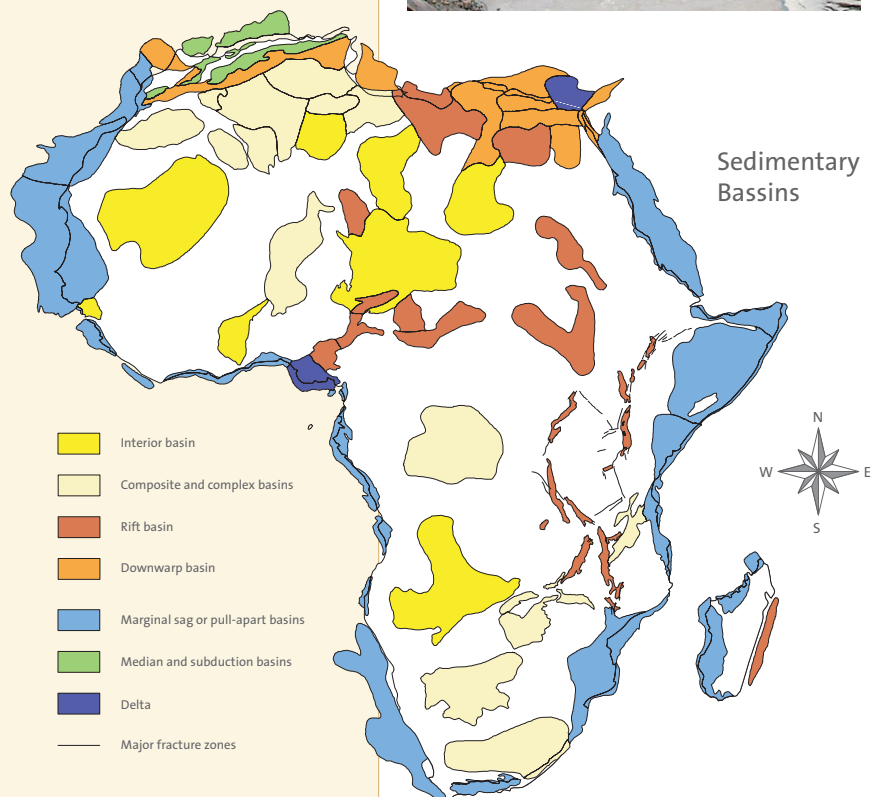 Sedimentary
Bassins
Interior basin
Composite and complex basins
Rift basin
Downwarp basin
Marginal sag or pull-apart basins
Median and subduction basins
Delta
Major fracture zones
N
W
E
S